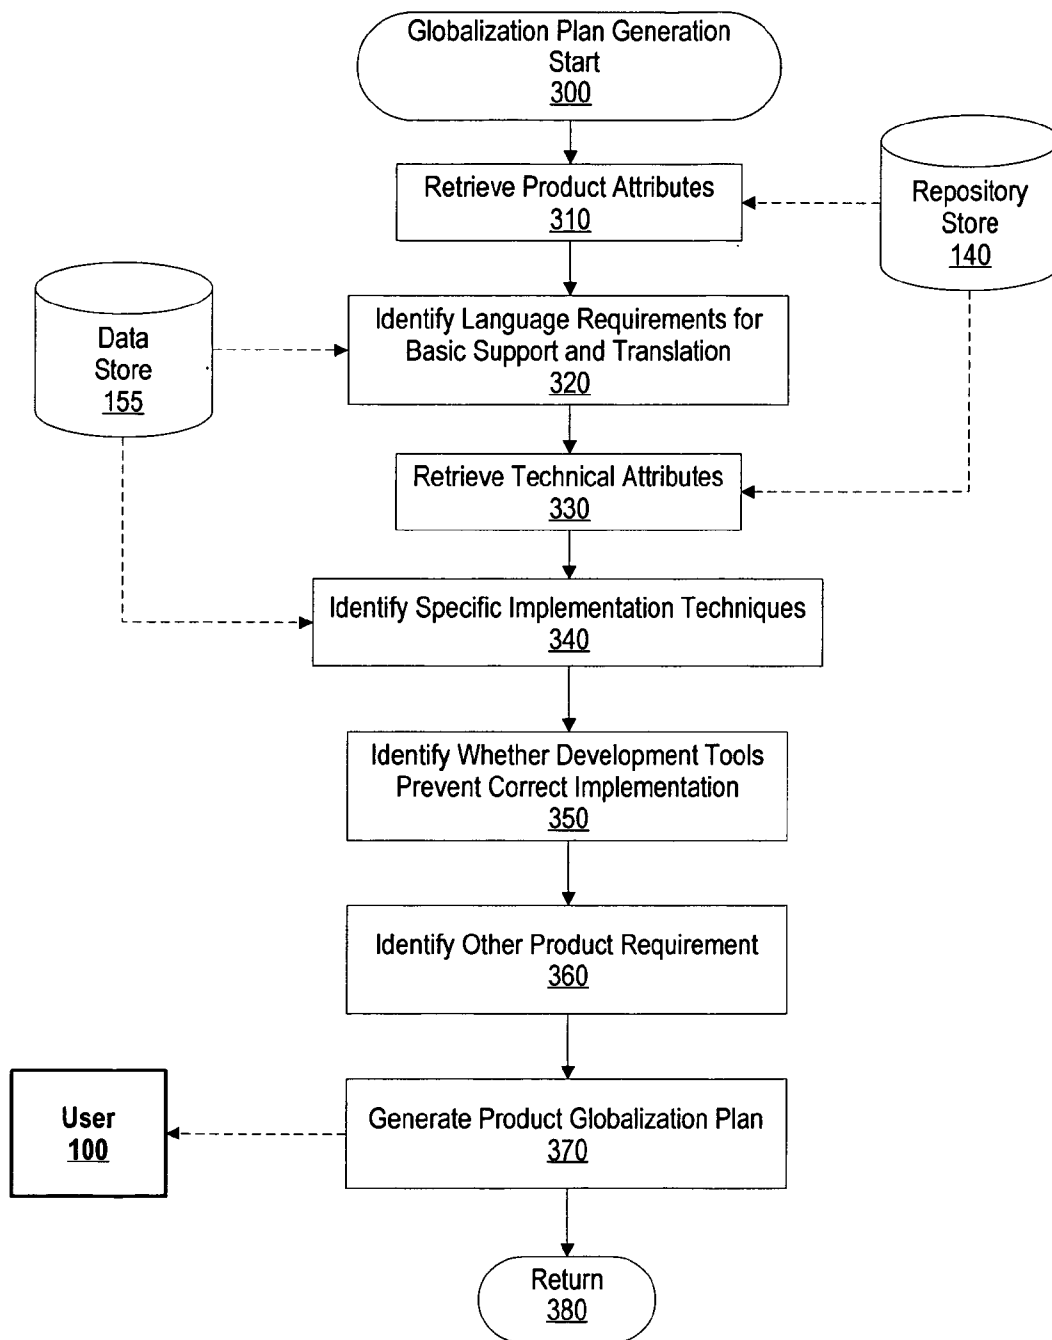 Globalization Plan Generation
Start
300
Retrieve Product Attributes
310
Repository
Store
140
Identify Language Requirements for
Basic Support and Translation
320
Data
Store
155
Retrieve Technical Attributes
330
Identify Specific Implementation Techniques
340
Identify Whether Development Tools
Prevent Correct Implementation
350
Identify Other Product Requirement
360
Generate Product Globalization Plan
370
User
100
Return
380